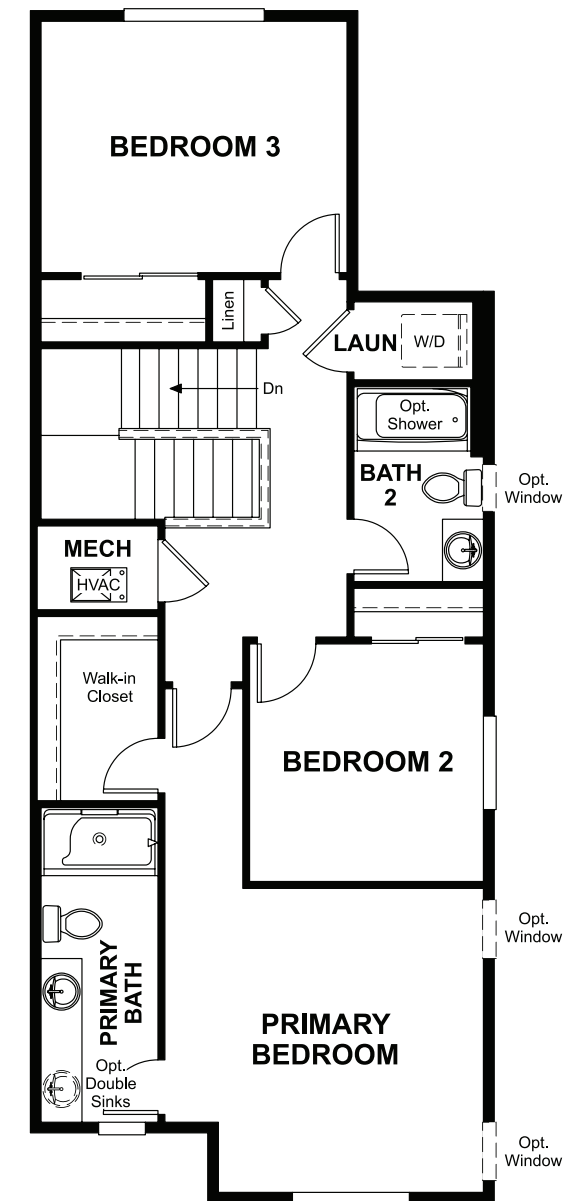 BEDROOM 3
Linen
LAUN
W/D
Dn
Opt.
Shower
BATH
2
Opt.
Window
MECH
HVAC
Walk-in
Closet
BEDROOM 2
Opt.
Window
PRIMARY
BATH
PRIMARY
BEDROOM
Opt.
Double
Sinks
Opt.
Window